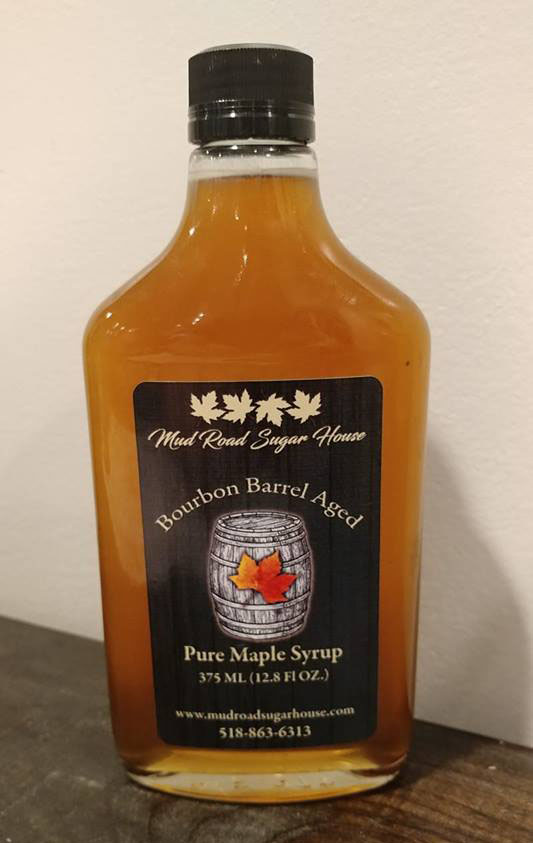 Mud Road Sugar House
Bourbon Barrel Aged
Pure Maple Syrup
375 ML (12.8 Fl OZ.)
www.mudroadsugarhouse.com
518-863-6313